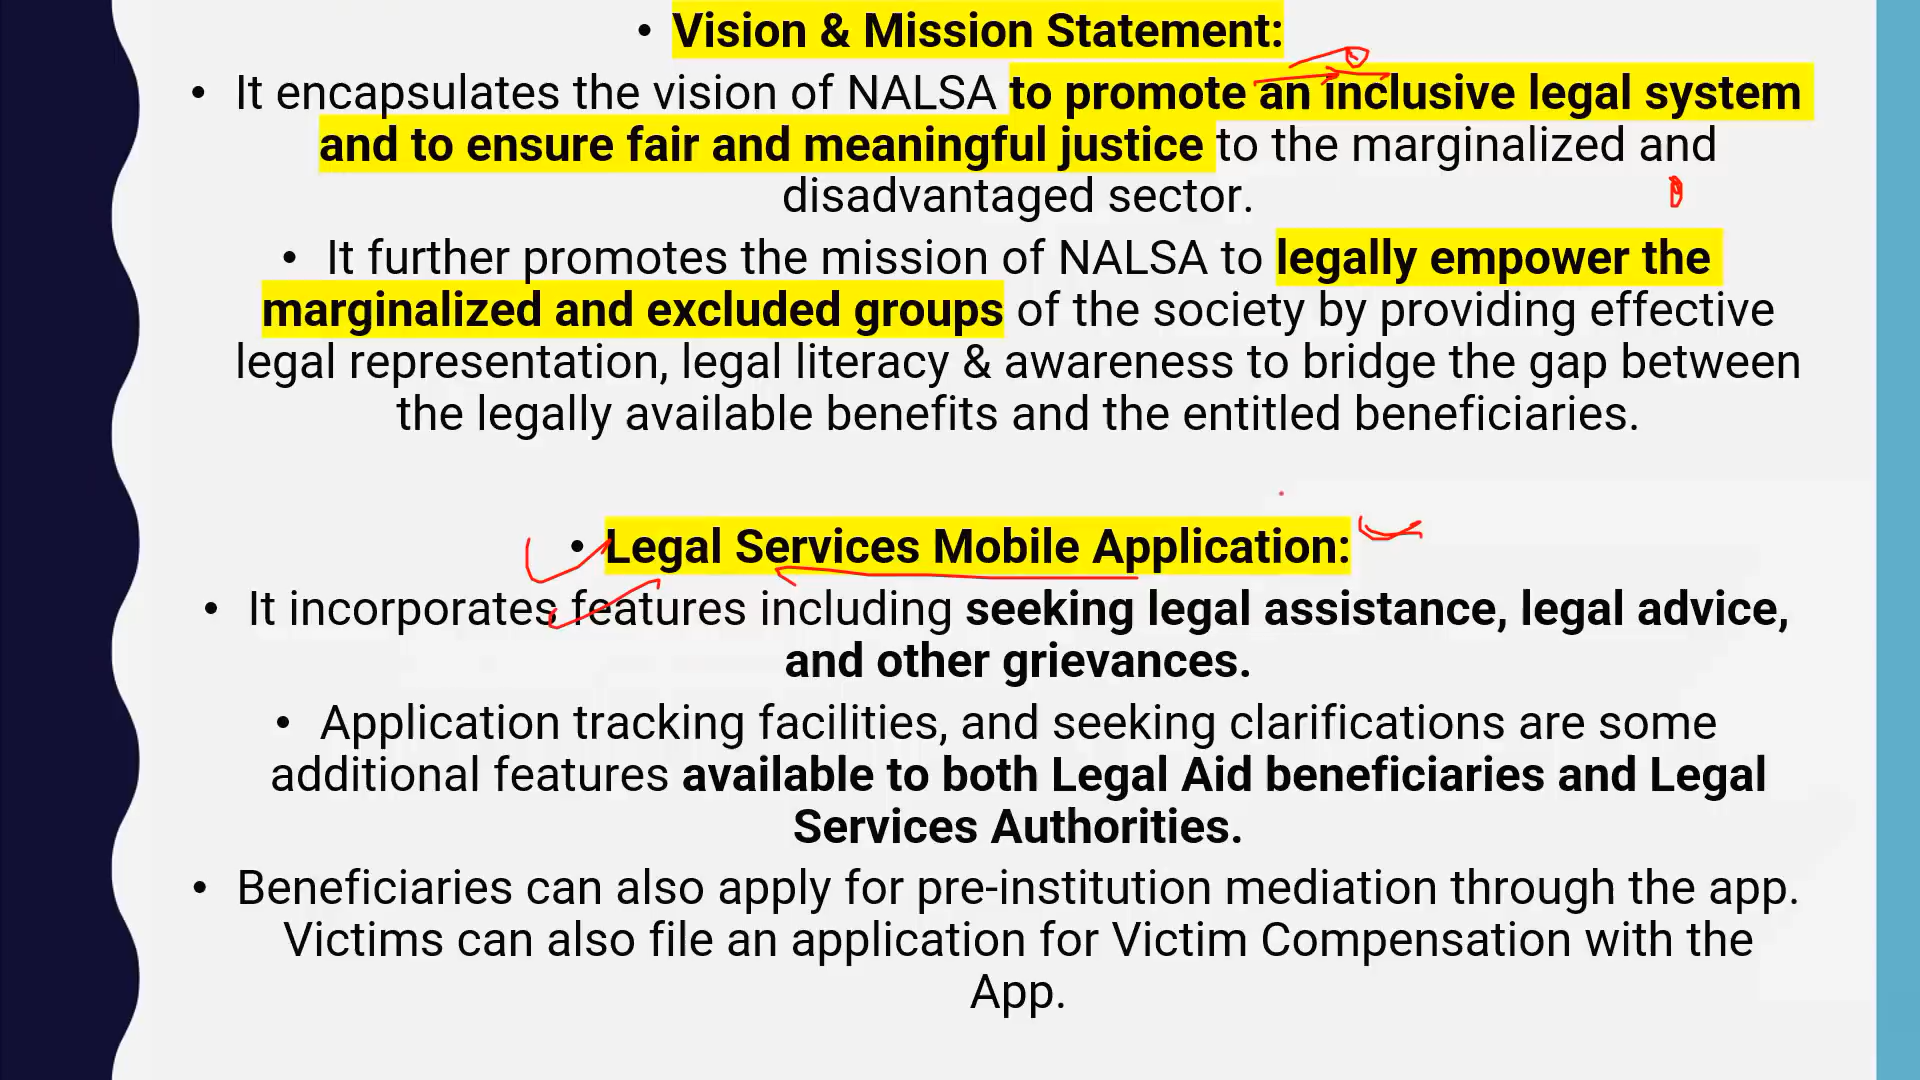 • Vision & Mission Statement:
• It encapsulates the vision of NALSA to promote an inclusive legal system
and to ensure fair and meaningful justice to the marginalized and
disadvantaged sector.
• It further promotes the mission of NALSA to legally empower the
marginalized and excluded groups of the society by providing effective
legal representation, legal literacy & awareness to bridge the gap between
the legally available benefits and the entitled beneficiaries.
• Legal Services Mobile Application:
• It incorporates features including seeking legal assistance, legal advice,
and other grievances.
• Application tracking facilities, and seeking clarifications are some
additional features available to both Legal Aid beneficiaries and Legal
Services Authorities.
• Beneficiaries can also apply for pre-institution mediation through the app.
Victims can also file an application for Victim Compensation with the
App.